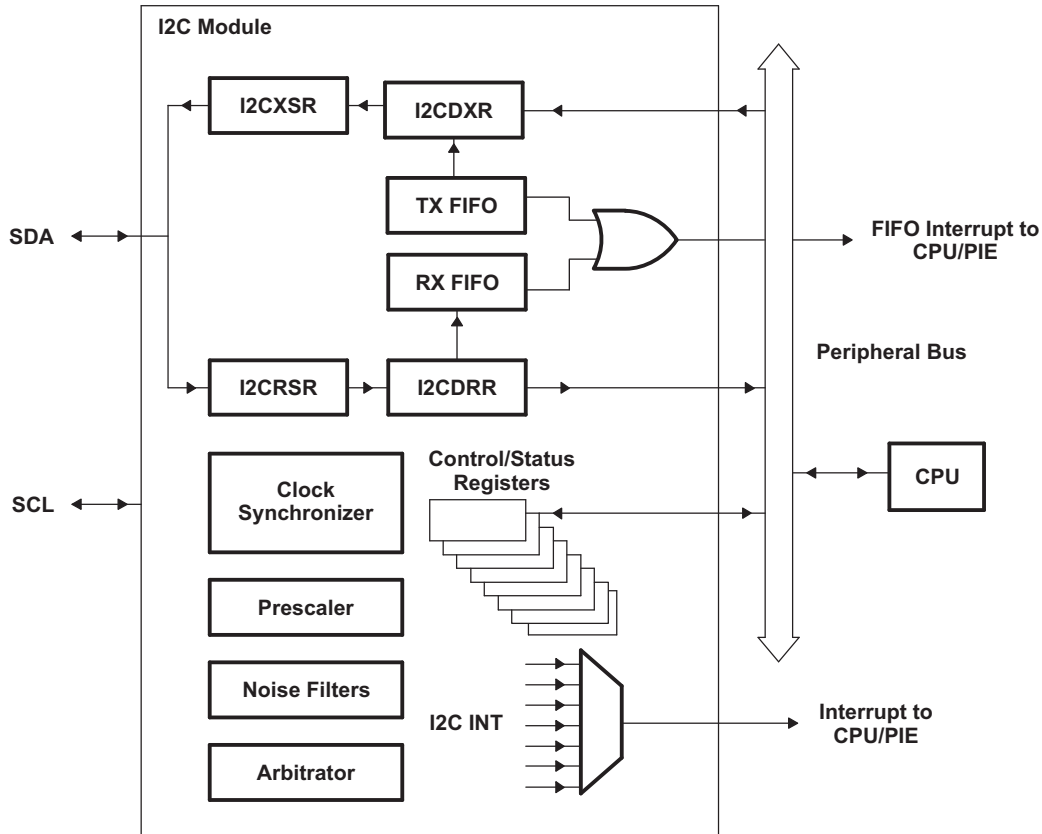 I2C Module
I2CXSR
I2CDXR
TX FIFO
SDA
FIFO Interrupt to
CPU/PIE
RX FIFO
Peripheral Bus
I2CRSR
I2CDRR
Control/Status
Registers
CPU
SCL
Clock
Synchronizer
Prescaler
Noise Filters
I2C INT
Interrupt to
CPU/PIE
Arbitrator